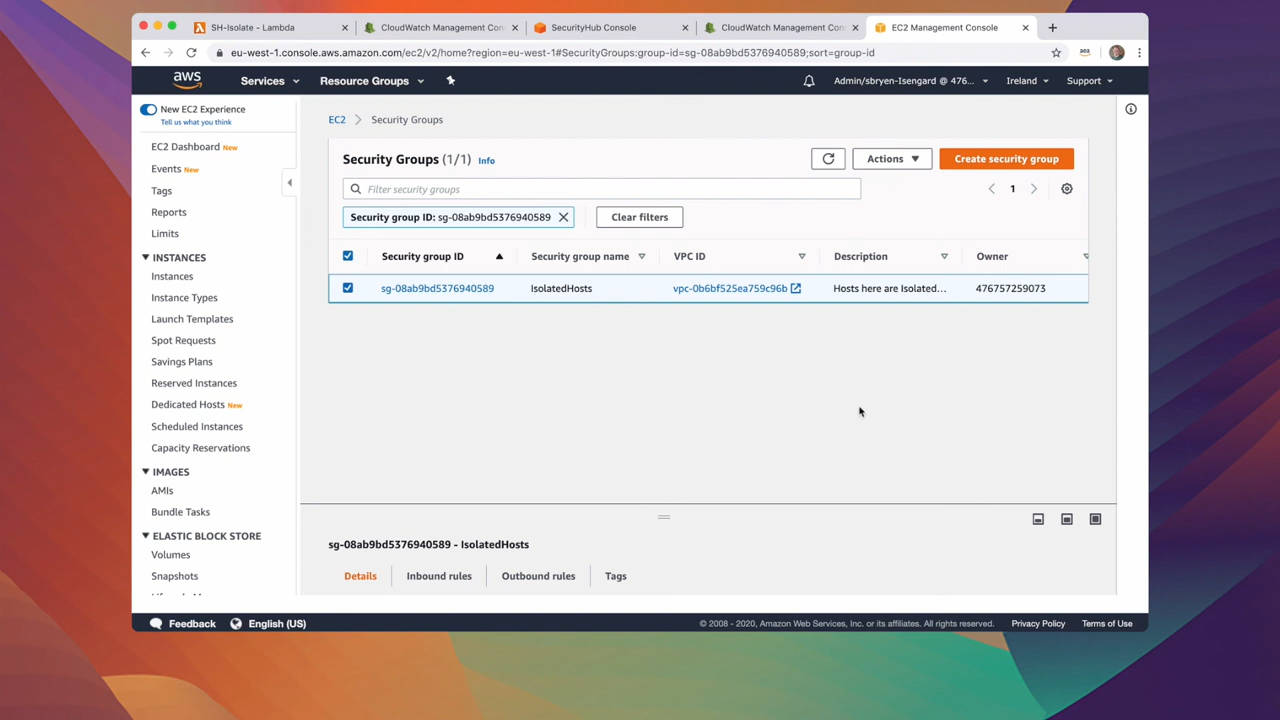 SH-Isolate - Lambda
CloudWatch Management Con
SecurityHub Console
CloudWatch Management Con
EC2 Management Console
eu-west-1.console.aws.amazon.com/ec2/v2/home?region=eu-west-1#SecurityGroups:group-id=sg-08ab9bd5376940589;sort=group-id
aws
Services
Resource Groups
Admin/sbryen-Isengard @ 476...
Ireland
Support
New EC2 Experience
Tell us what you think
EC2 Dashboard New
Events New
Tags
Reports
Limits
INSTANCES
Instances
Instance Types
Launch Templates
Spot Requests
Savings Plans
Reserved Instances
Dedicated Hosts New
Scheduled Instances
Capacity Reservations
IMAGES
AMIs
Bundle Tasks
ELASTIC BLOCK STORE
Volumes
Snapshots
EC2
Security Groups
Security Groups (1/1) Info
Actions
Create security group
Filter security groups
1
Security group ID: sg-08ab9bd5376940589
Clear filters
Security group ID
Security group name
VPC ID
Description
Owner
sg-08ab9bd5376940589
IsolatedHosts
vpc-0b6bf525ea759c96b
Hosts here are Isolated...
476757259073
sg-08ab9bd5376940589 - IsolatedHosts
Details
Inbound rules
Outbound rules
Tags
Feedback
English (US)
© 2008 - 2020, Amazon Web Services, Inc. or its affiliates. All rights reserved.
Privacy Policy
Terms of Use